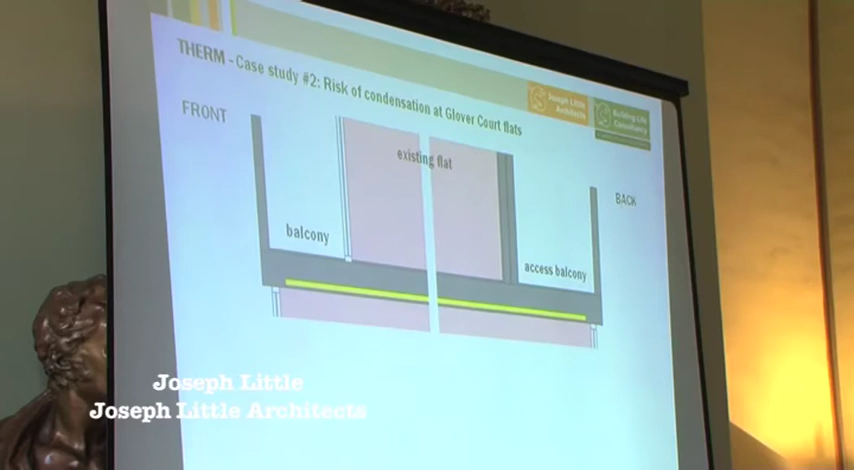 THERM - Case study #2: Risk of condensation at Glover Court flats
Joseph Little
Architects
Building Life
Consultancy
FRONT
existing flat
BACK
balcony
access balcony
Joseph Little
Joseph Little Architects